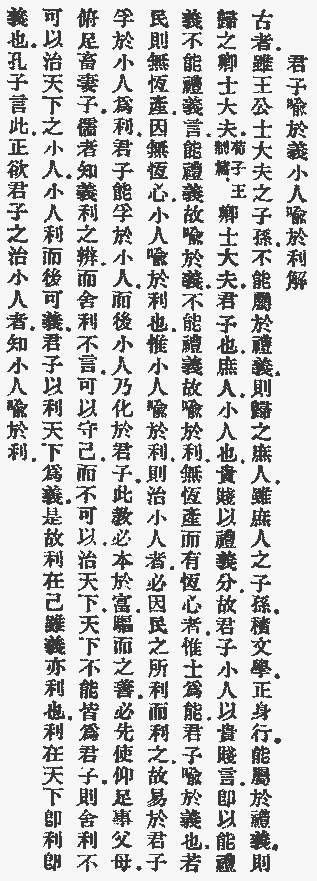 君子喩於義小人喩於利解
古者。雖王公士大夫之子孫。不能屬於禮義。則歸之庶人。雖庶人之子孫。積文學。正身行。能屬於禮義。則
歸之卿士大夫。荀子王制篇、卿士大夫。君子也。庶人。小人也。貴賤以禮義分。故君子小人以貴賤言。卽以能禮
義不能禮義言。能禮義。故喩於義。不能禮義。故喩於利。無恆產而有恆心者。惟士爲能。君子喩於義也。若
民則無恆產。因無恆心。小人喩於利也。惟小人喩於利。則治小人者。必因民之所利而利之。故易於君子
孚於小人爲利。君子能孚於小人。而後小人乃化於君子。此敎必本於富。驅而之善。必先使仰足事父母。
俯足畜妻子。儒者知義利之辨。而舍利不言。可以守己。而不可以治天下。天下不能皆爲君子。則舍利不
可以治天下之小人。小人利而後可義。君子以利天下爲義。是故利在己。雖義亦利也。利在天下。卽利卽
義也。孔子言此。正欲君子之治小人者。知小人喩於利。